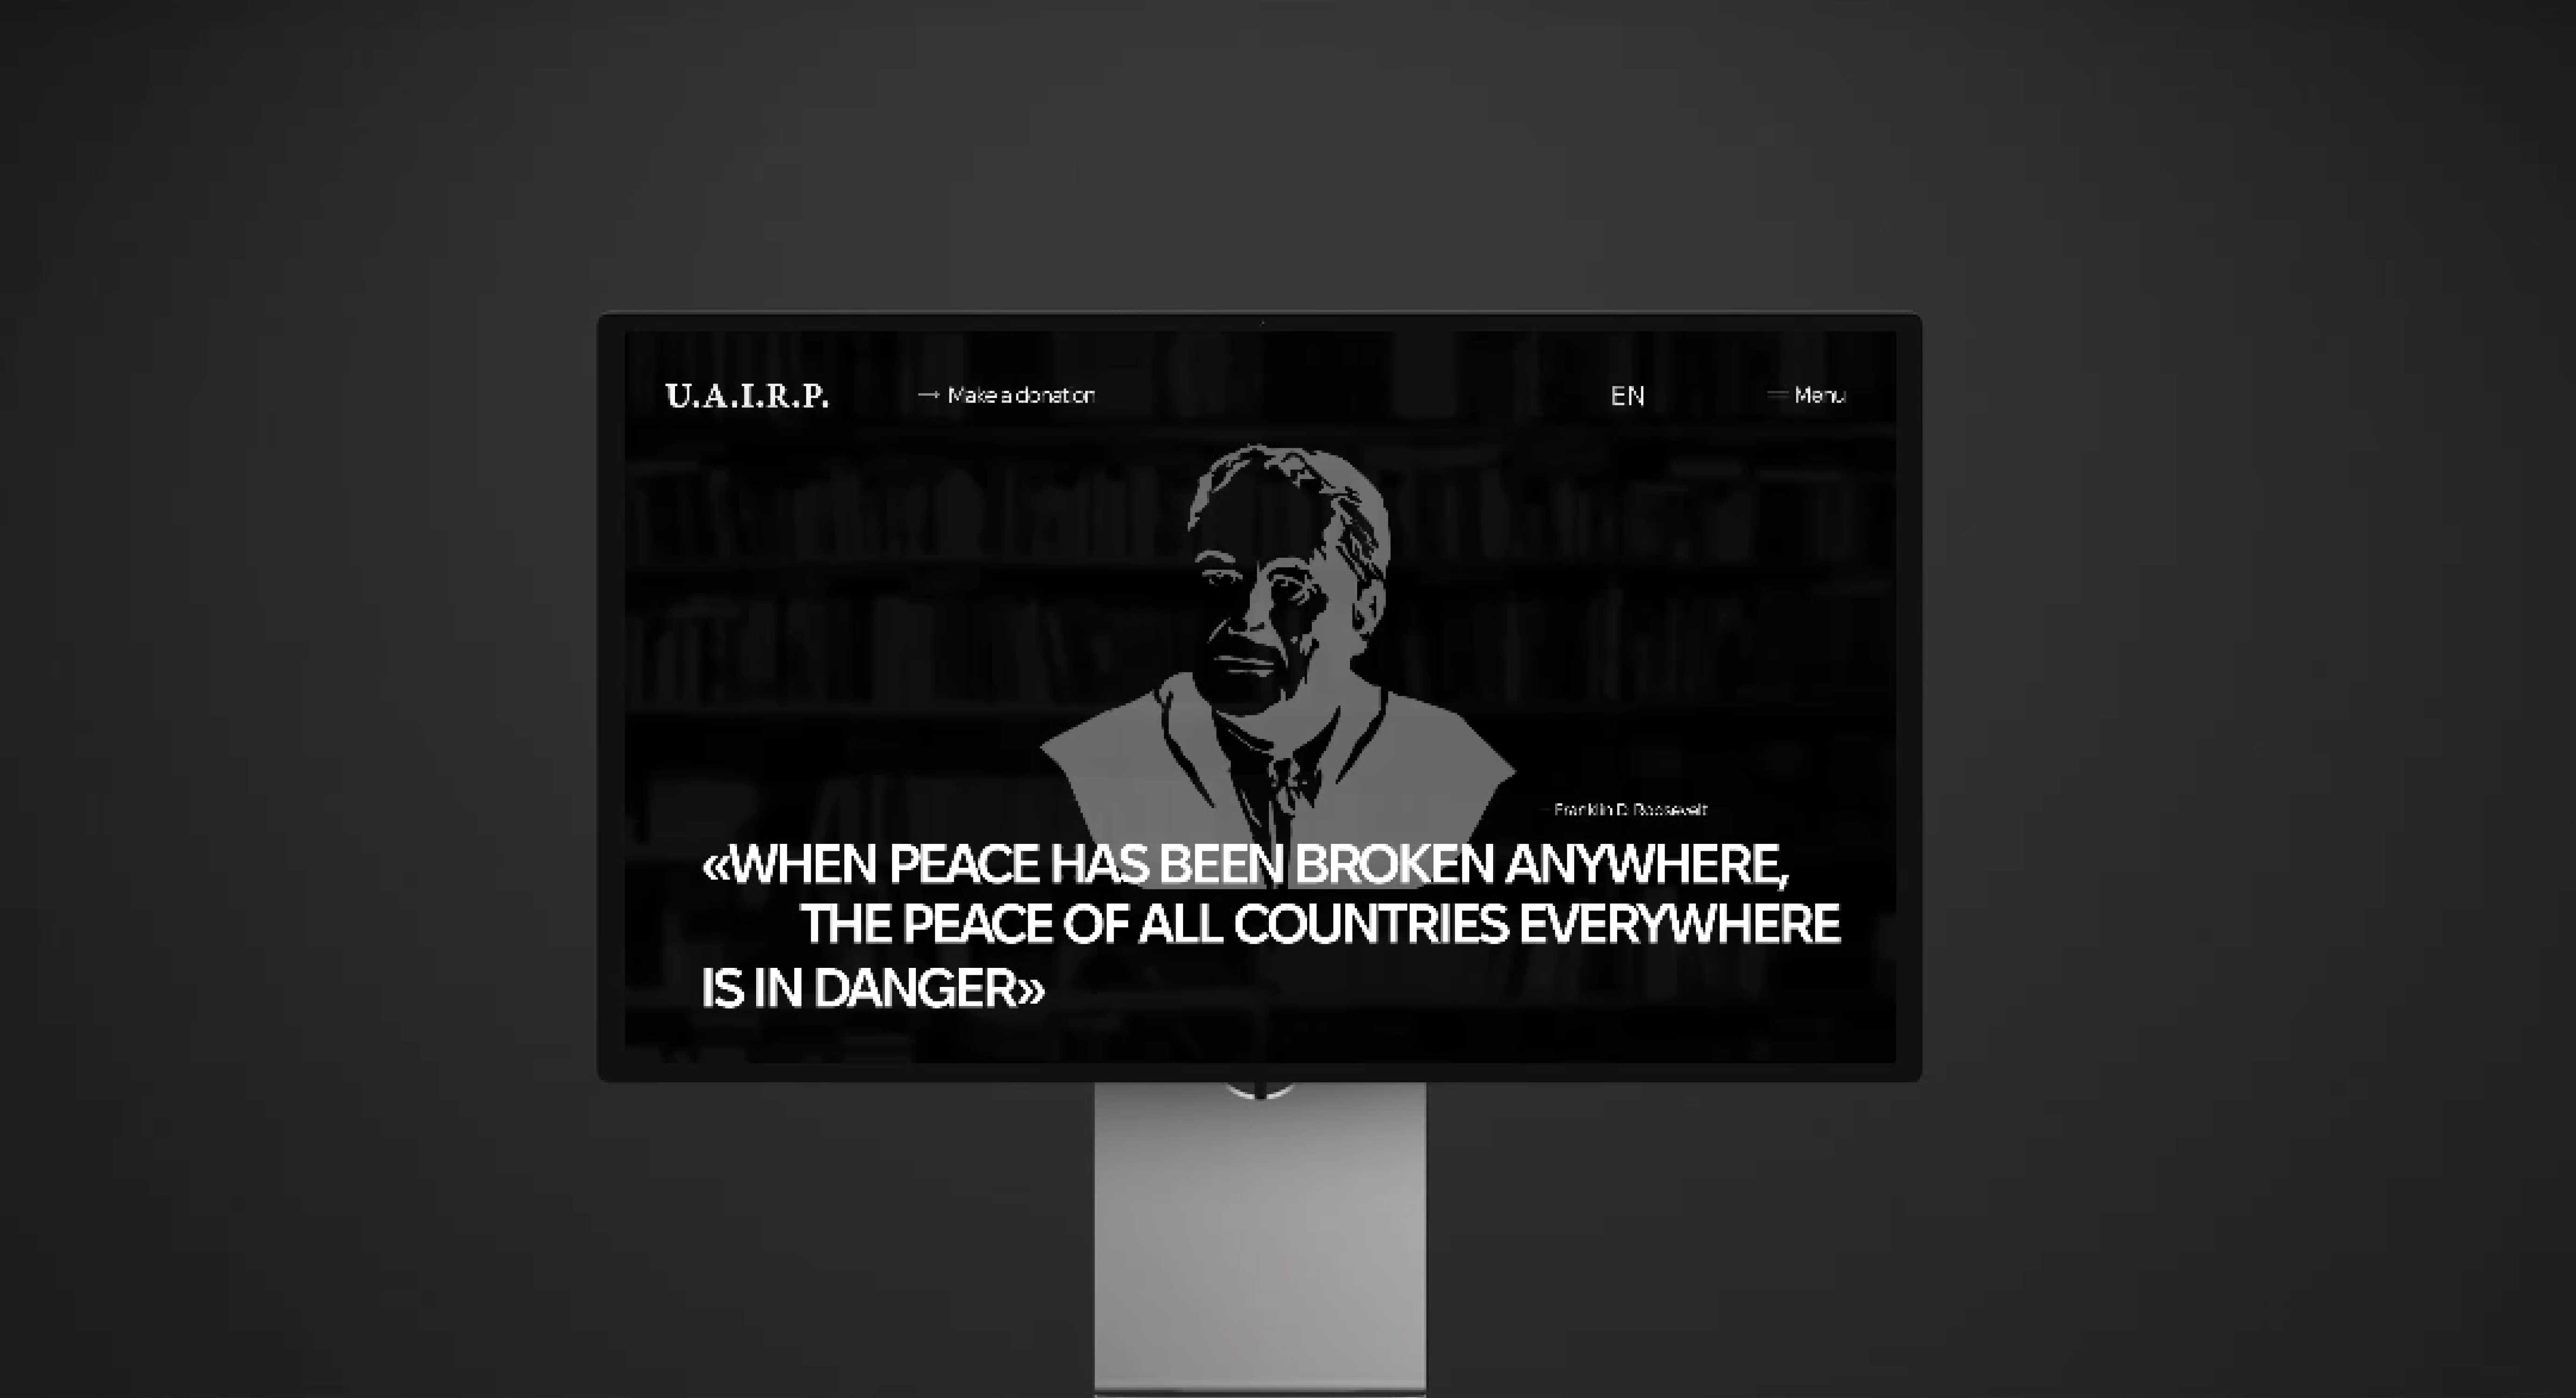 U.A.I.R.P.
→ Make a donation
EN
Menu
— Franklin D. Roosevelt
«WHEN PEACE HAS BEEN BROKEN ANYWHERE,
THE PEACE OF ALL COUNTRIES EVERYWHERE
IS IN DANGER»